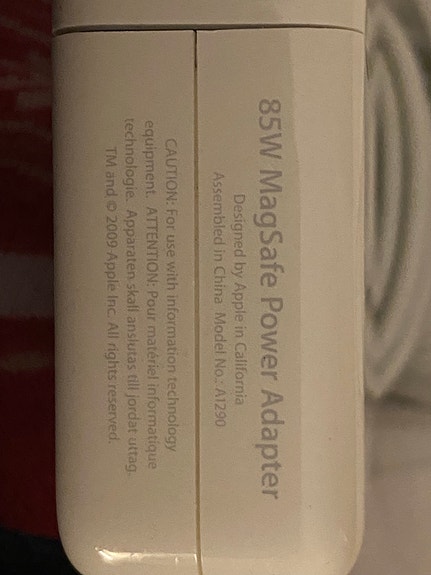 85W MagSafe Power Adapter
Designed by Apple in California
Assembled in China Model No.: A1290
CAUTION: For use with information technology
equipment. ATTENTION: Pour matériel informatique
technologie. Apparaten skall anslutas till jordat uttag.
TM and © 2009 Apple Inc. All rights reserved.